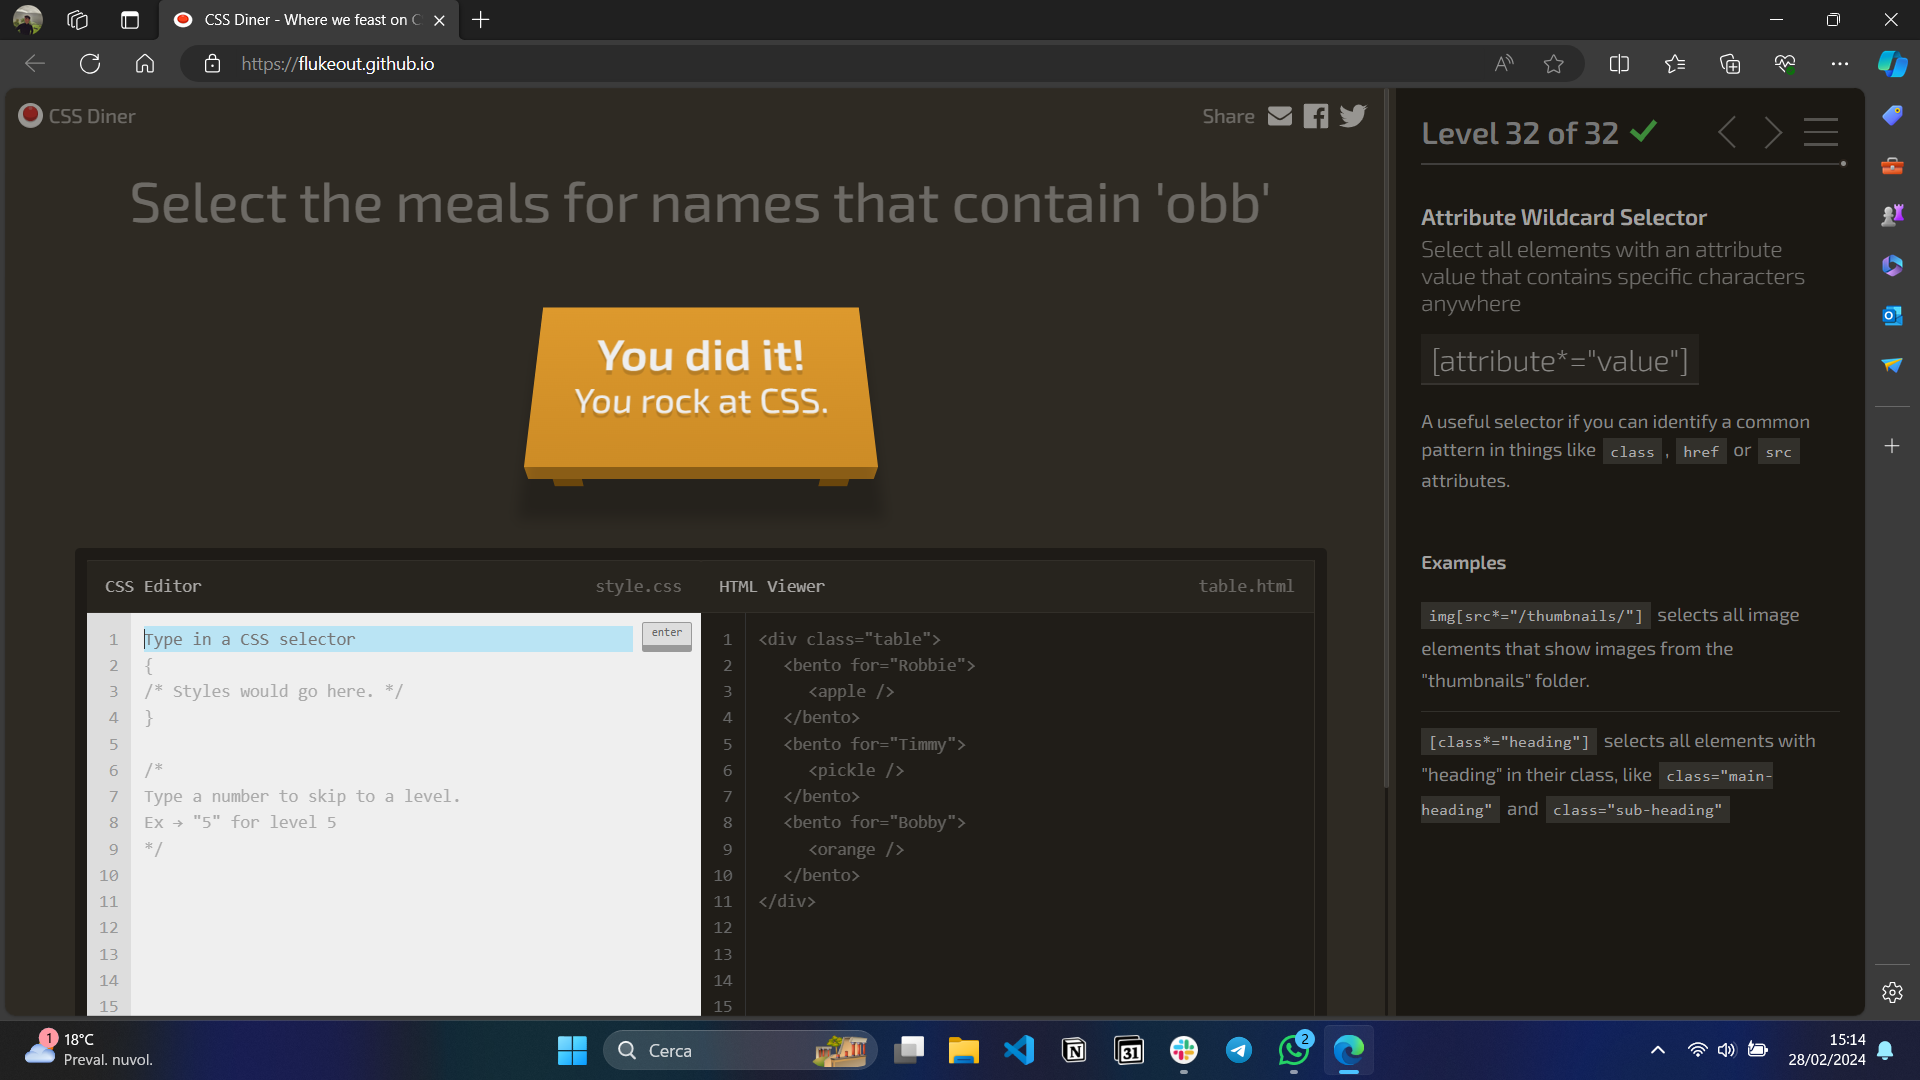 CSS Diner - Where we feast on C
https://flukeout.github.io
CSS Diner
Share
Select the meals for names that contain 'obb'
You did it!
You rock at CSS.
CSS Editor
style.css
HTML Viewer
table.html
1
2
3
4
5
6
7
8
9
10
11
12
13
14
15
Type in a CSS selector
enter
{
/* Styles would go here. */
}
/*
Type a number to skip to a level.
Ex → "5" for level 5
*/
1
2
3
4
5
6
7
8
9
10
11
12
13
14
15
<div class="table">
<bento for="Robbie">
<apple />
</bento>
<bento for="Timmy">
<pickle />
</bento>
<bento for="Bobby">
<orange />
</bento>
</div>
Level 32 of 32
Attribute Wildcard Selector
Select all elements with an attribute
value that contains specific characters
anywhere
[attribute*="value"]
A useful selector if you can identify a common
pattern in things like class , href or src
attributes.
Examples
img[src*="/thumbnails/"] selects all image
elements that show images from the
"thumbnails" folder.
[class*="heading"] selects all elements with
"heading" in their class, like class="main-
heading" and class="sub-heading"
1
18°C
Preval. nuvol.
Cerca
31
2
15:14
28/02/2024